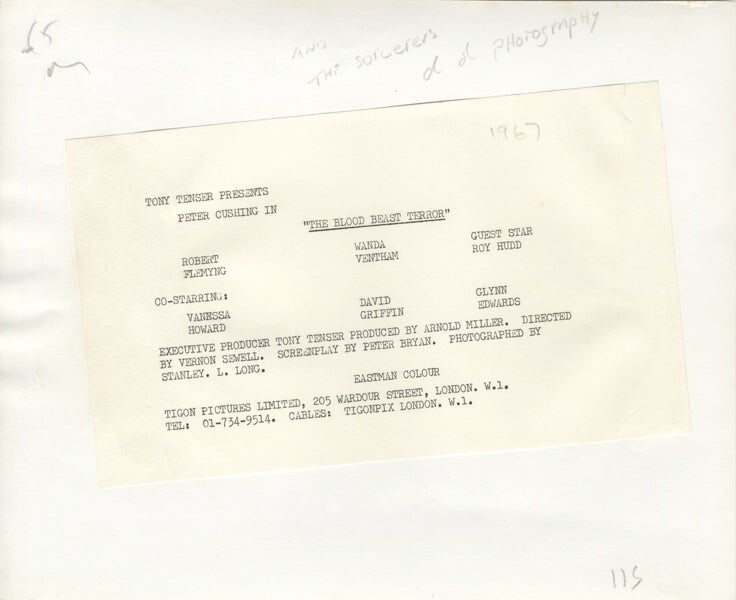 AND
THE SORCERERS
d d PHOTOGRAPHY
1967
TONY TENSER PRESENTS
PETER CUSHING IN
"THE BLOOD BEAST TERROR"
ROBERT FLEMYNG
WANDA VENTHAM
GUEST STAR ROY HUDD
CO-STARRING:
VANESSA HOWARD
DAVID GRIFFIN
GLYNN EDWARDS
EXECUTIVE PRODUCER TONY TENSER PRODUCED BY ARNOLD MILLER. DIRECTED
BY VERNON SEWELL. SCREENPLAY BY PETER BRYAN. PHOTOGRAPHED BY
STANLEY. L. LONG.
EASTMAN COLOUR
TIGON PICTURES LIMITED, 205 WARDOUR STREET, LONDON. W.1.
TEL: 01-734-9514. CABLES: TIGONPIX LONDON. W.1.
115